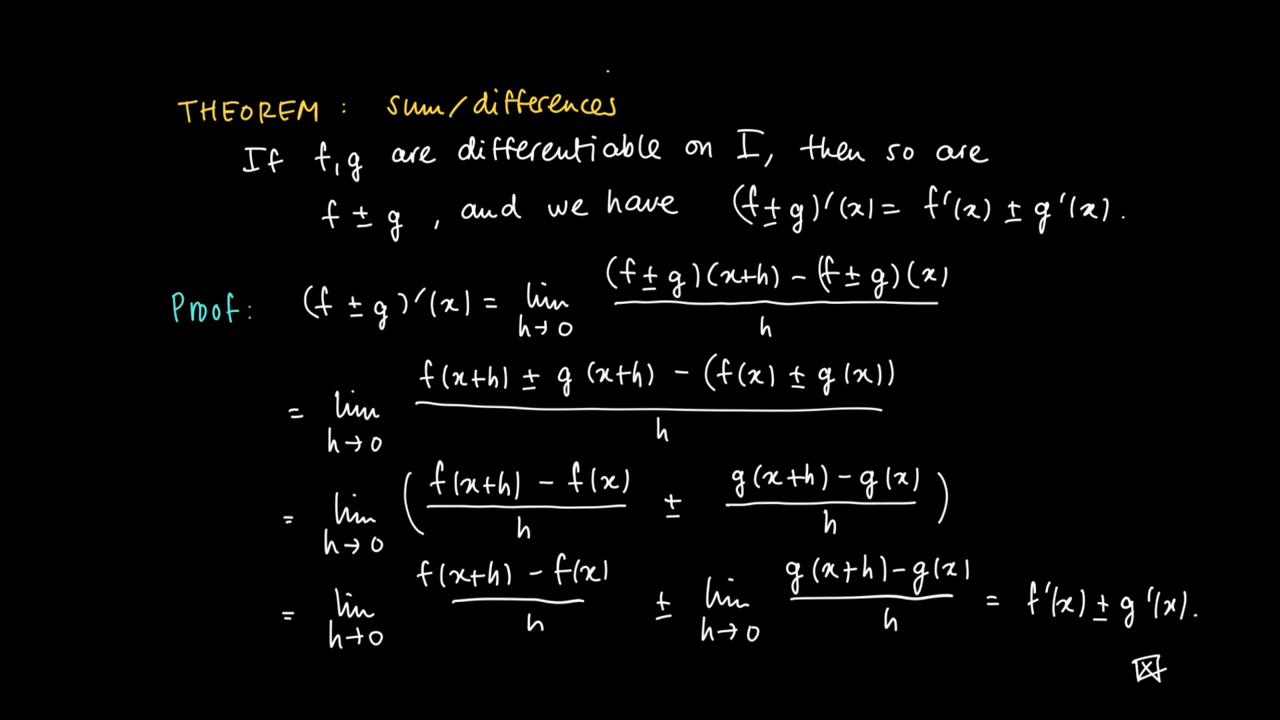 THEOREM : sum/differences
If f,g are differentiable on I, then so are
f ± g , and we have (f±g)'(x) = f'(x) ± g'(x).
Proof: (f ± g)'(x) = lim h→0 (f±g)(x+h) − (f±g)(x) / h
= lim h→0 f(x+h) ± g(x+h) − (f(x) ± g(x)) / h
= lim h→0 ( f(x+h) − f(x) / h ± g(x+h) − g(x) / h )
= lim h→0 f(x+h) − f(x) / h ± lim h→0 g(x+h) − g(x) / h = f'(x) ± g'(x).